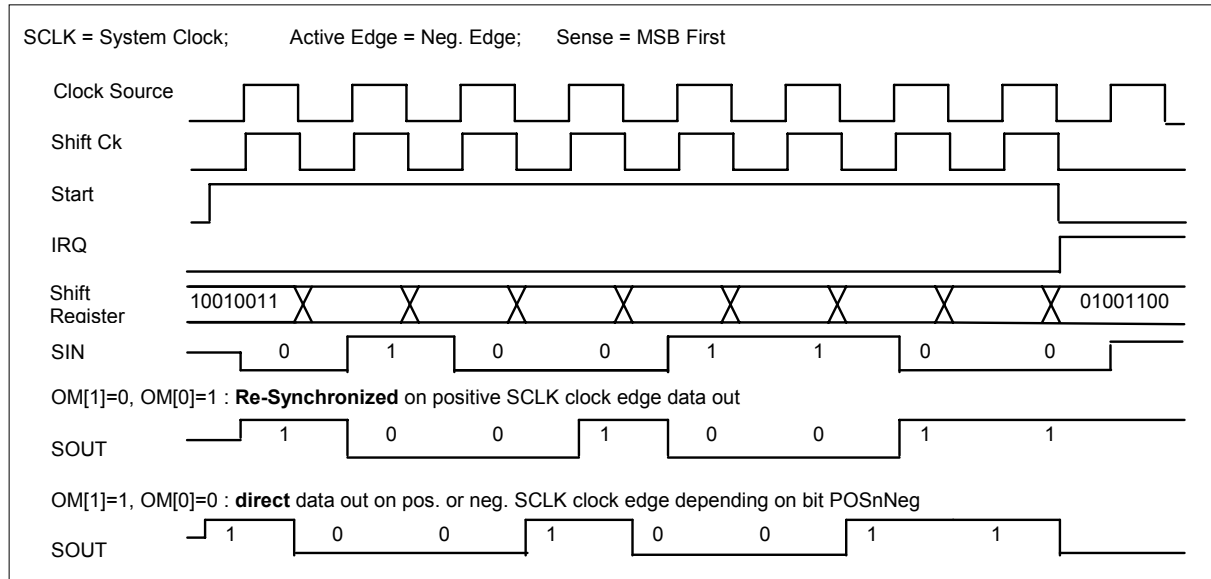 SCLK = System Clock; Active Edge = Neg. Edge; Sense = MSB First
Clock Source
Shift Ck
Start
IRQ
Shift
Register
10010011 01001100
SIN 0 1 0 0 1 1 0 0
OM[1]=0, OM[0]=1 : Re-Synchronized on positive SCLK clock edge data out
SOUT 1 0 0 1 0 0 1 1
OM[1]=1, OM[0]=0 : direct data out on pos. or neg. SCLK clock edge depending on bit POSnNeg
SOUT 1 0 0 1 0 0 1 1